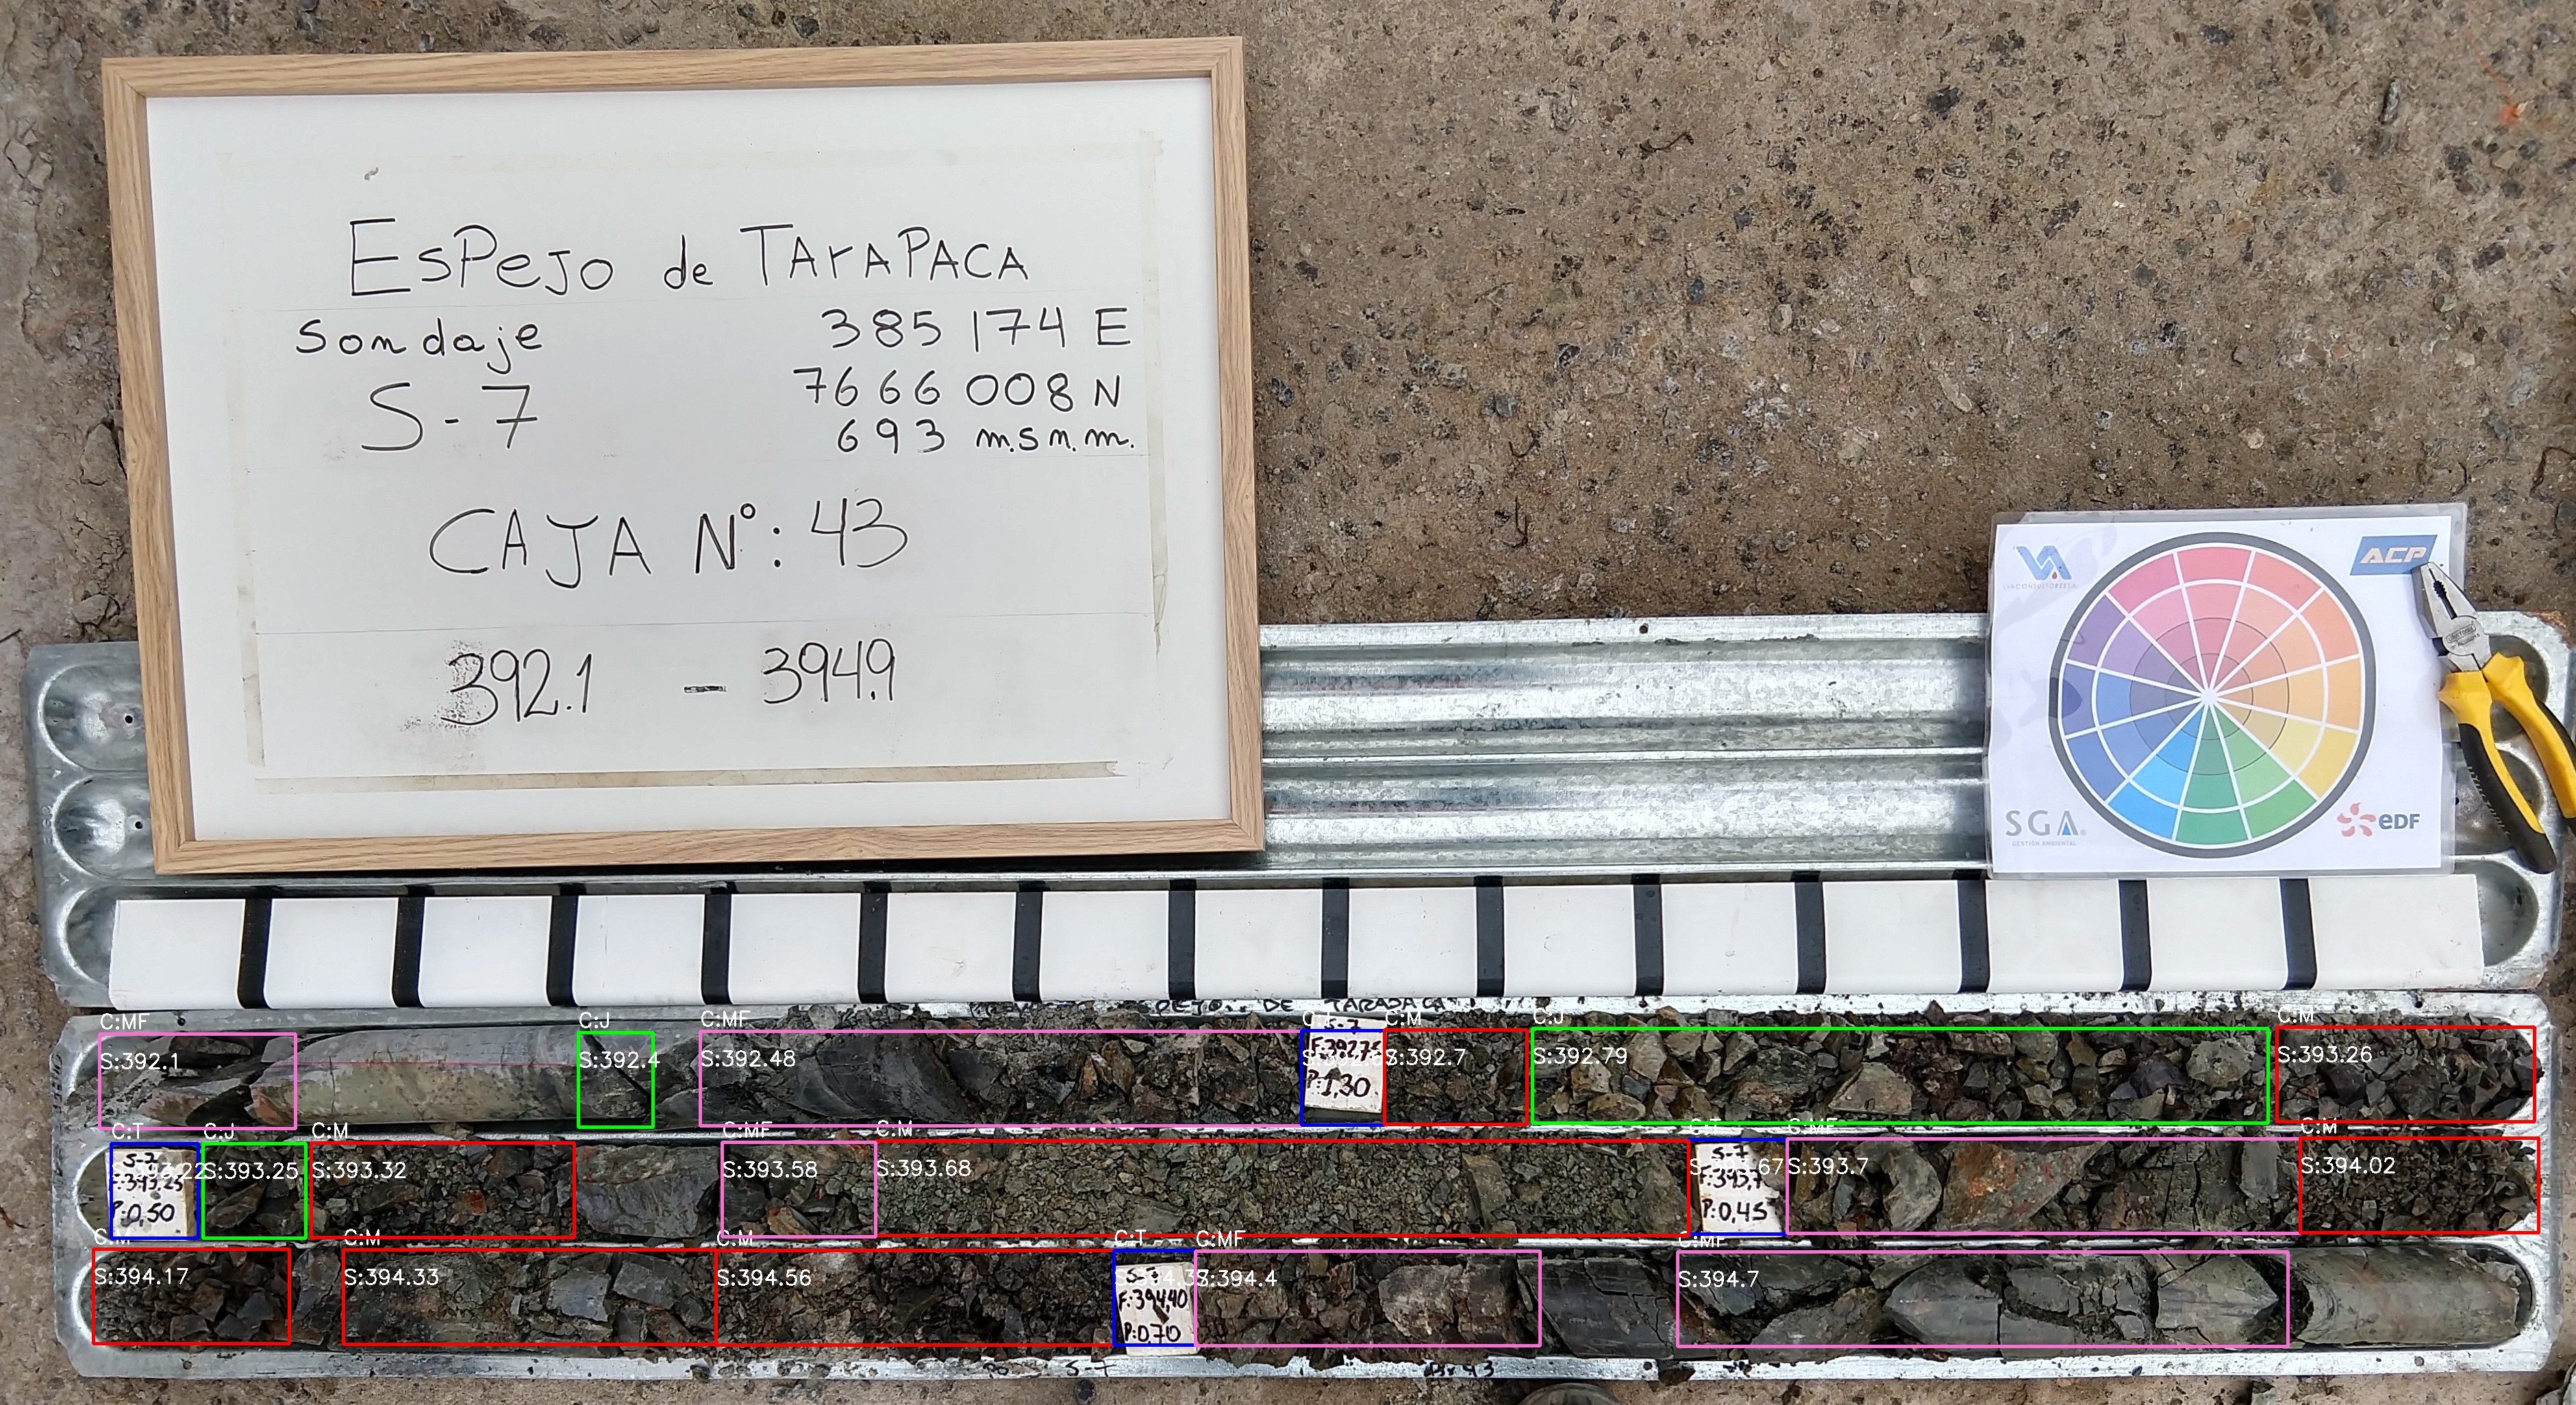 EsPeJo de TArAPACA
Sondaje
385 174 E
S-7
7666 008 N
693 m.s.n.m.
CAJA N°: 43
392.1 - 394.9
ACP
SGA
GESTIÓN AMBIENTAL
eDF
DE TARAPACA
C:MF
S:392.1
C:J
S:392.4
C:MF
S:392.48
P:1,30
C:M
S:392.7
C:J
S:392.79
C:M
S:393.26
C:T
S-7
F:393,25
P:0,50
C:J
S:393.25
C:M
S:393.32
C:MF
S:393.58
C:M
S:393.68
S-7
F:393,7
P:0,45
C:MF
S:393.7
C:M
S:394.02
C:M
S:394.17
C:M
S:394.33
C:M
S:394.56
C:T
F:394,40
P:0,70
C:MF
S:394.4
C:MF
S:394.7
S-7